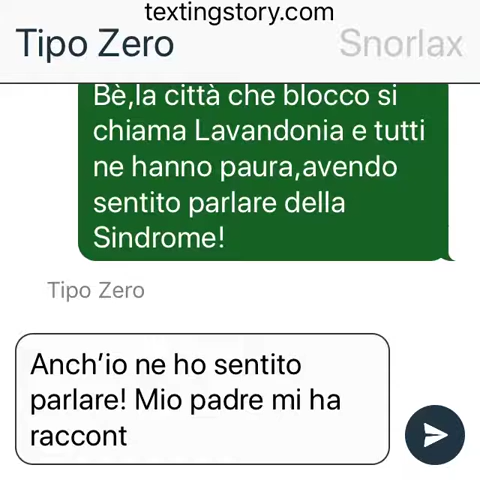 textingstory.com
Tipo Zero
Snorlax
Bè,la città che blocco si
chiama Lavandonia e tutti
ne hanno paura,avendo
sentito parlare della
Sindrome!
Tipo Zero
Anch’io ne ho sentito
parlare! Mio padre mi ha
raccont